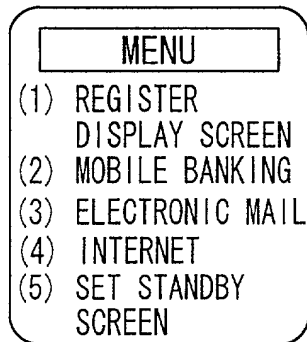 MENU
(1) REGISTER
DISPLAY SCREEN
(2) MOBILE BANKING
(3) ELECTRONIC MAIL
(4) INTERNET
(5) SET STANDBY
SCREEN